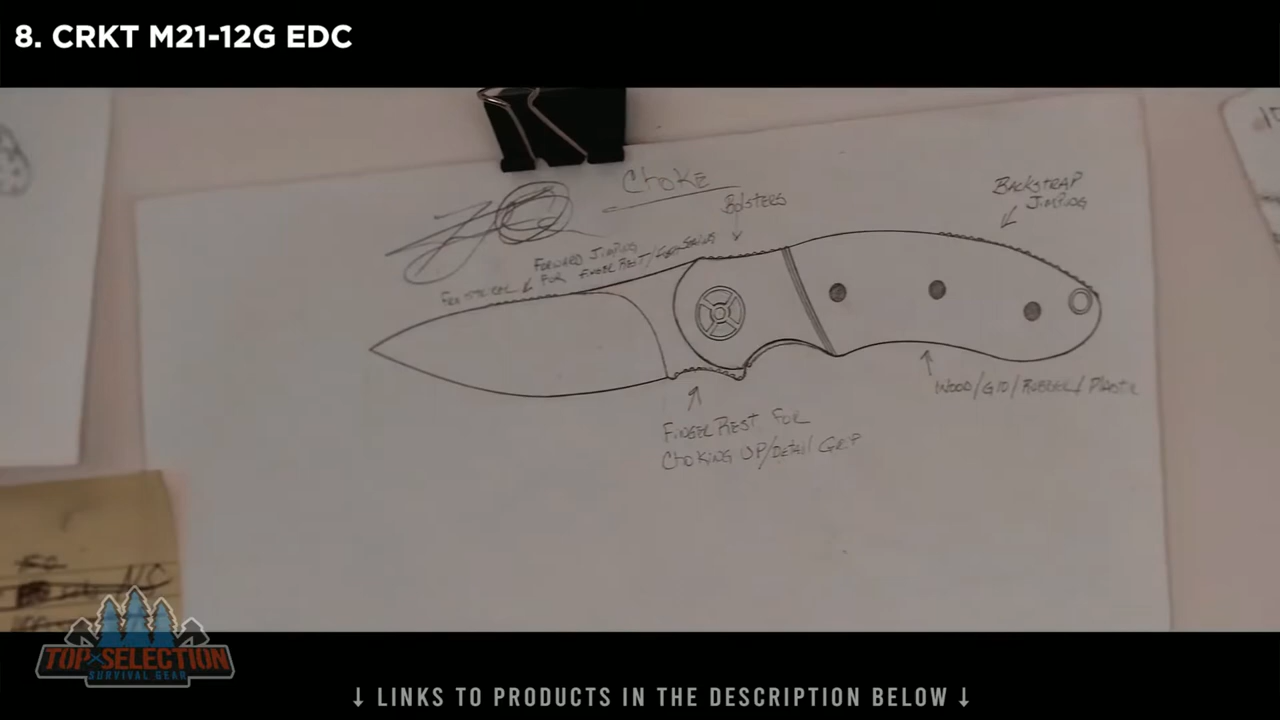 8. CRKT M21-12G EDC
CHOKE
BOLSTERS
BACKSTRAP
JIMPING
FORWARD JIMPING
FOR FINGER REST/
WOOD/G10/RUBBER/PLASTIC
FINGER REST FOR
CHOKING UP/DETAIL GRIP
TOP SELECTION
SURVIVAL GEAR
↓ LINKS TO PRODUCTS IN THE DESCRIPTION BELOW ↓